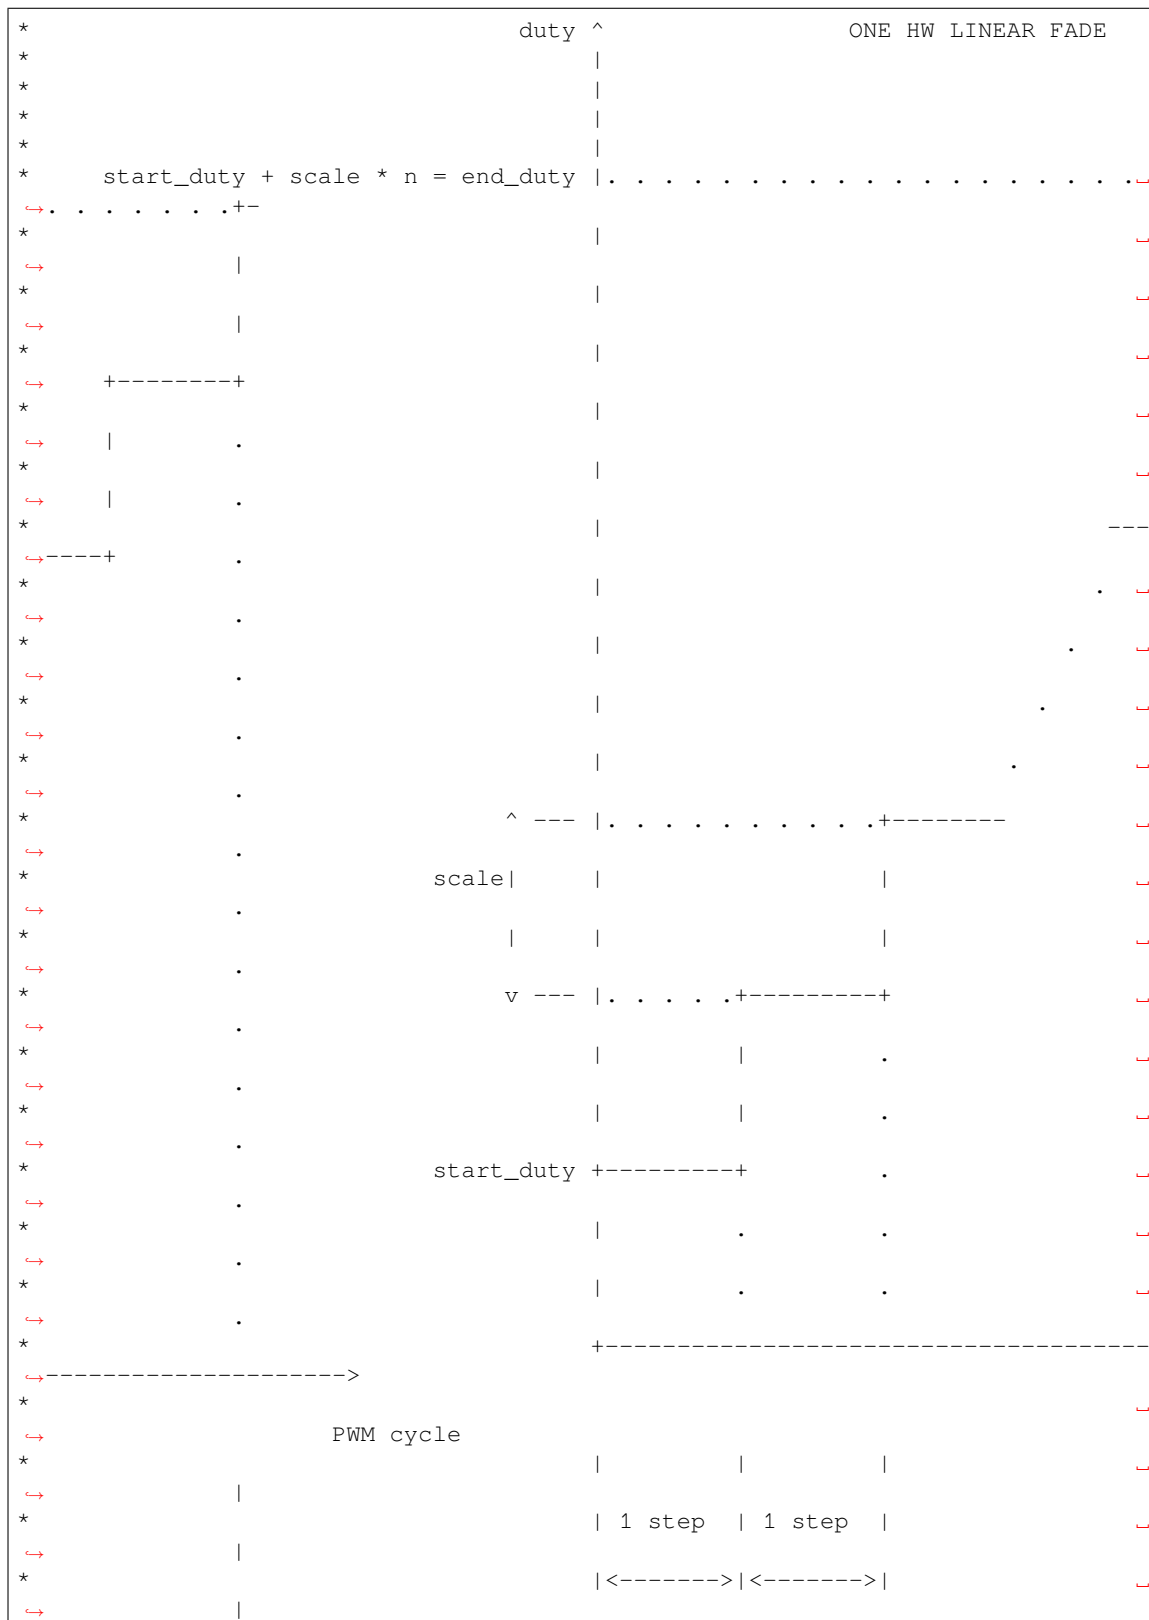 *                                  duty ^                 ONE HW LINEAR FADE
*                                       |
*                                       |
*                                       |
*                                       |
*     start_duty + scale * n = end_duty |. . . . . . . . . . . . . . . . . . .␣
↪. . . . . . .+-
*                                       |                                     ␣
↪             |
*                                       |                                     ␣
↪             |
*                                       |                                     ␣
↪    +--------+
*                                       |                                     ␣
↪    |        .
*                                       |                                     ␣
↪    |        .
*                                       |                                   ---
↪----+        .
*                                       |                                  .  ␣
↪             .
*                                       |                                .    ␣
↪             .
*                                       |                              .      ␣
↪             .
*                                       |                            .        ␣
↪             .
*                                 ^ --- |. . . . . . . . . .+--------         ␣
↪             .
*                            scale|     |                   |                 ␣
↪             .
*                                 |     |                   |                 ␣
↪             .
*                                 v --- |. . . . .+---------+                 ␣
↪             .
*                                       |         |         .                 ␣
↪             .
*                                       |         |         .                 ␣
↪             .
*                            start_duty +---------+         .                 ␣
↪             .
*                                       |         .         .                 ␣
↪             .
*                                       |         .         .                 ␣
↪             .
*                                       +--------------------------------------
↪--------------------->
*                                                                             ␣
↪                   PWM cycle
*                                       |         |         |                 ␣
↪             |
*                                       | 1 step  | 1 step  |                 ␣
↪             |
*                                       |<------->|<------->|                 ␣
↪             |